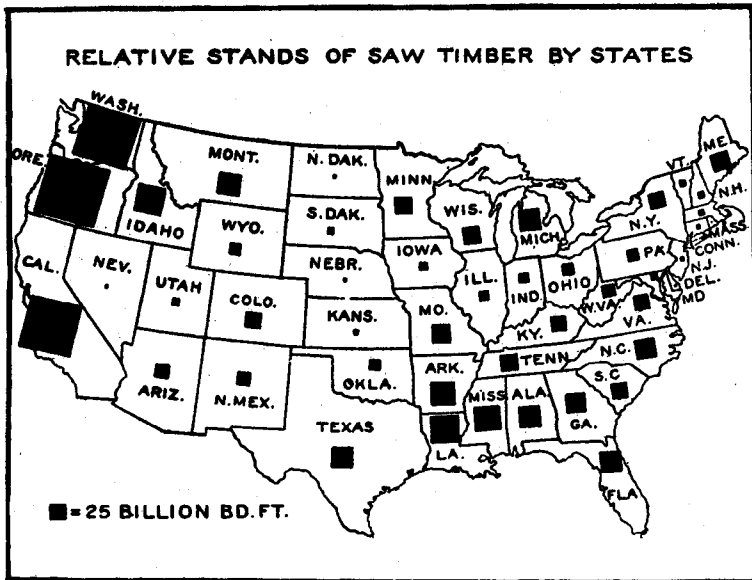 RELATIVE STANDS OF SAW TIMBER BY STATES
WASH.
ORE.
MONT.
IDAHO
N. DAK.
MINN.
S. DAK.
WIS.
MICH.
WYO.
CAL.
NEV.
UTAH
COLO.
NEBR.
IOWA
KANS.
ILL.
IND.
OHIO
MO.
KY.
W.VA.
VA.
PA.
N.Y.
VT.
ME.
N.H.
MASS.
CONN.
N.J.
DEL.
MD
ARIZ.
N.MEX.
OKLA.
ARK.
TENN
N.C.
S.C
TEXAS
LA.
MISS
ALA.
GA.
FLA
= 25 BILLION BD. FT.